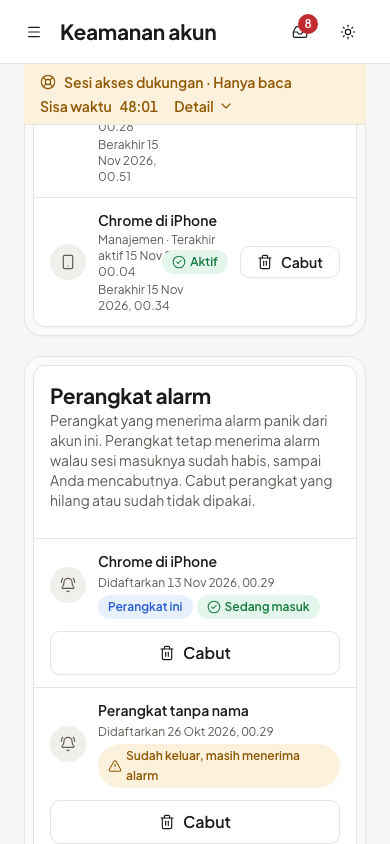 Keamanan akun
8
Sesi akses dukungan · Hanya baca
Sisa waktu 48:01 Detail
00.28
Berakhir 15
Nov 2026,
00.51
Chrome di iPhone
Manajemen · Terakhir
aktif 15 Nov
00.04
Berakhir 15 Nov
2026, 00.34
Aktif
Cabut
Perangkat alarm
Perangkat yang menerima alarm panik dari
akun ini. Perangkat tetap menerima alarm
walau sesi masuknya sudah habis, sampai
Anda mencabutnya. Cabut perangkat yang
hilang atau sudah tidak dipakai.
Chrome di iPhone
Didaftarkan 13 Nov 2026, 00.29
Perangkat ini Sedang masuk
Cabut
Perangkat tanpa nama
Didaftarkan 26 Okt 2026, 00.29
Sudah keluar, masih menerima
alarm
Cabut